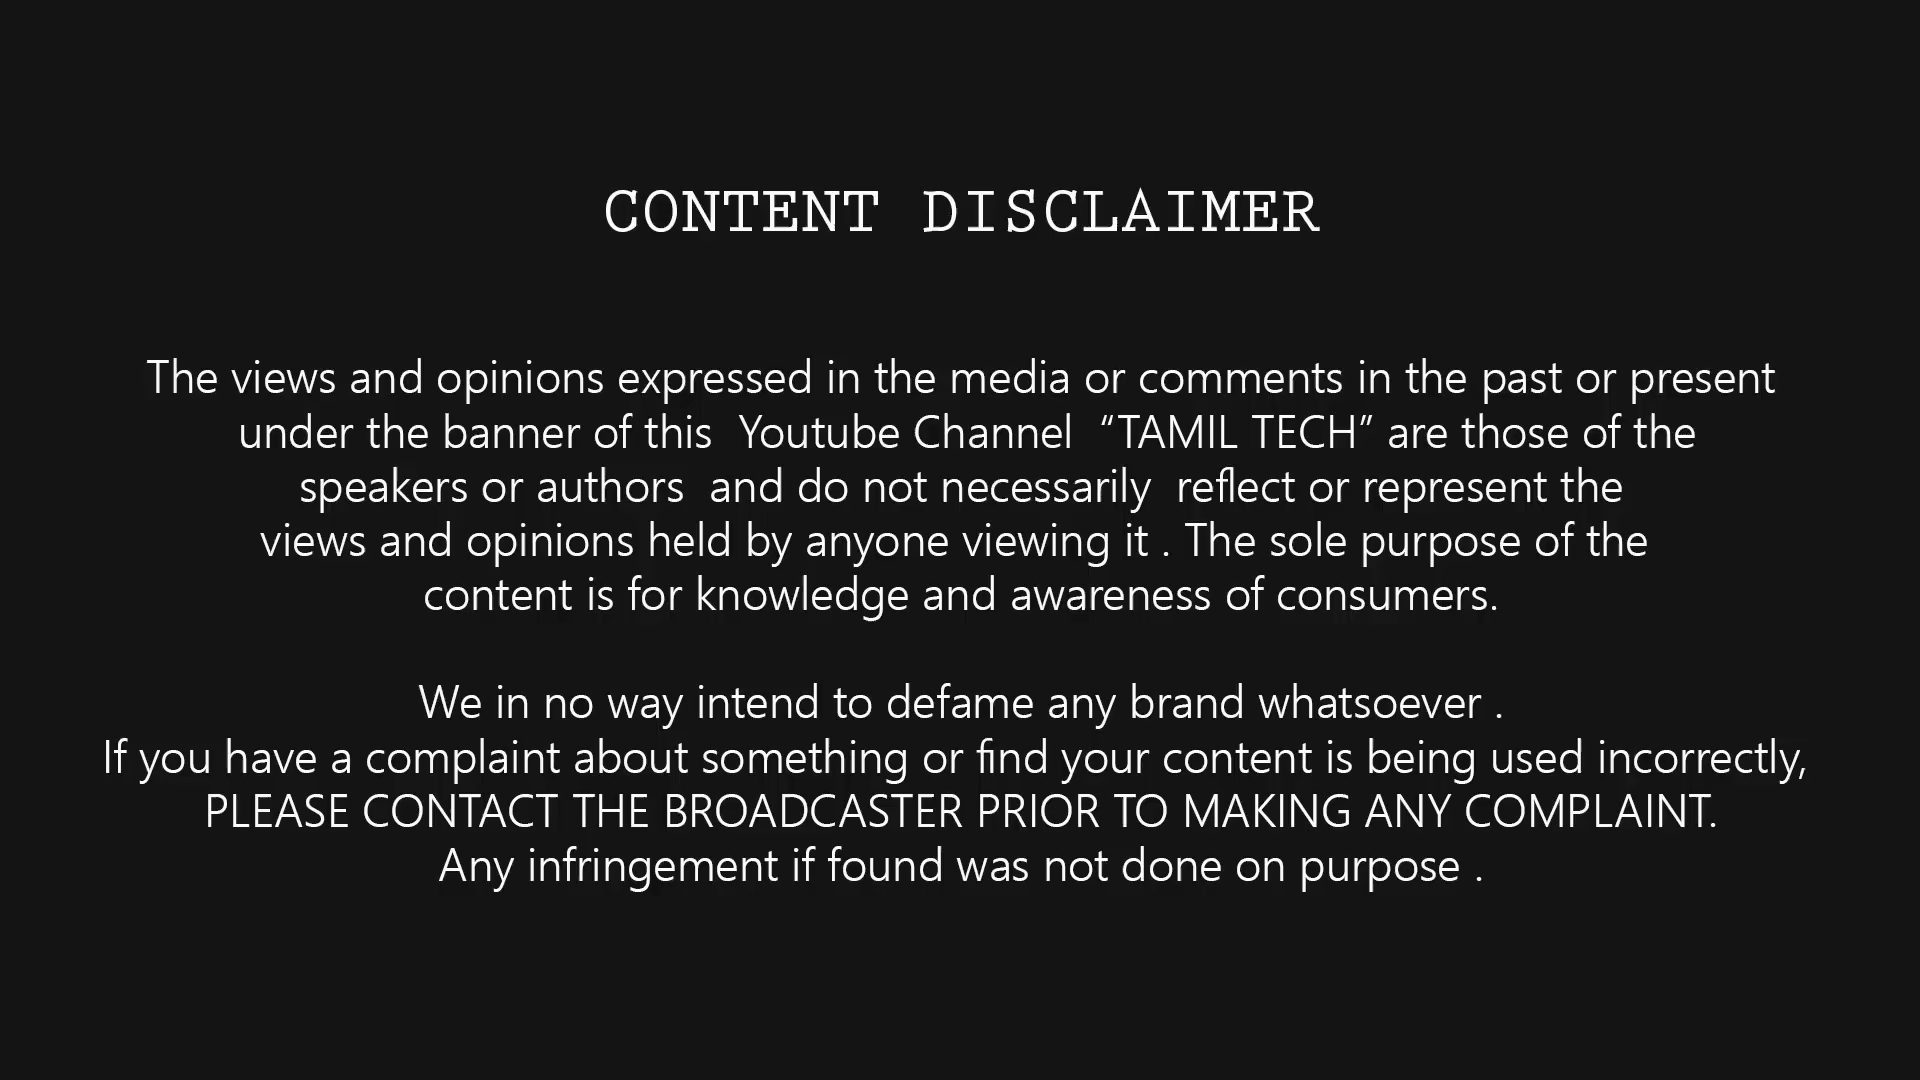 CONTENT DISCLAIMER
The views and opinions expressed in the media or comments in the past or present
under the banner of this  Youtube Channel  “TAMIL TECH” are those of the
speakers or authors  and do not necessarily  reflect or represent the
views and opinions held by anyone viewing it . The sole purpose of the
content is for knowledge and awareness of consumers.
We in no way intend to defame any brand whatsoever .
If you have a complaint about something or find your content is being used incorrectly,
PLEASE CONTACT THE BROADCASTER PRIOR TO MAKING ANY COMPLAINT.
Any infringement if found was not done on purpose .